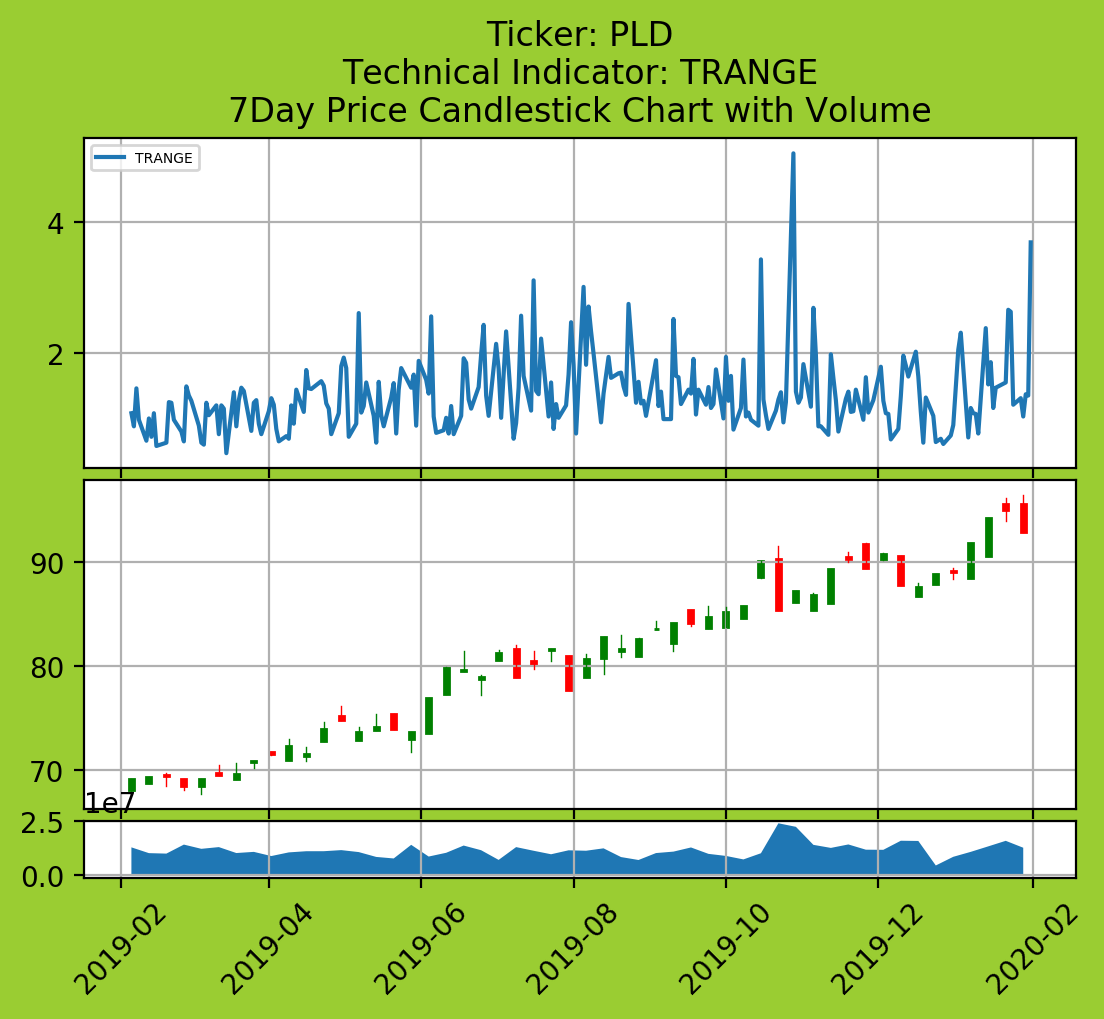 Ticker: PLD
Technical Indicator: TRANGE
7Day Price Candlestick Chart with Volume
TRANGE
4
2
90
80
70
1e7
2.5
0.0
2019-02
2019-04
2019-06
2019-08
2019-10
2019-12
2020-02